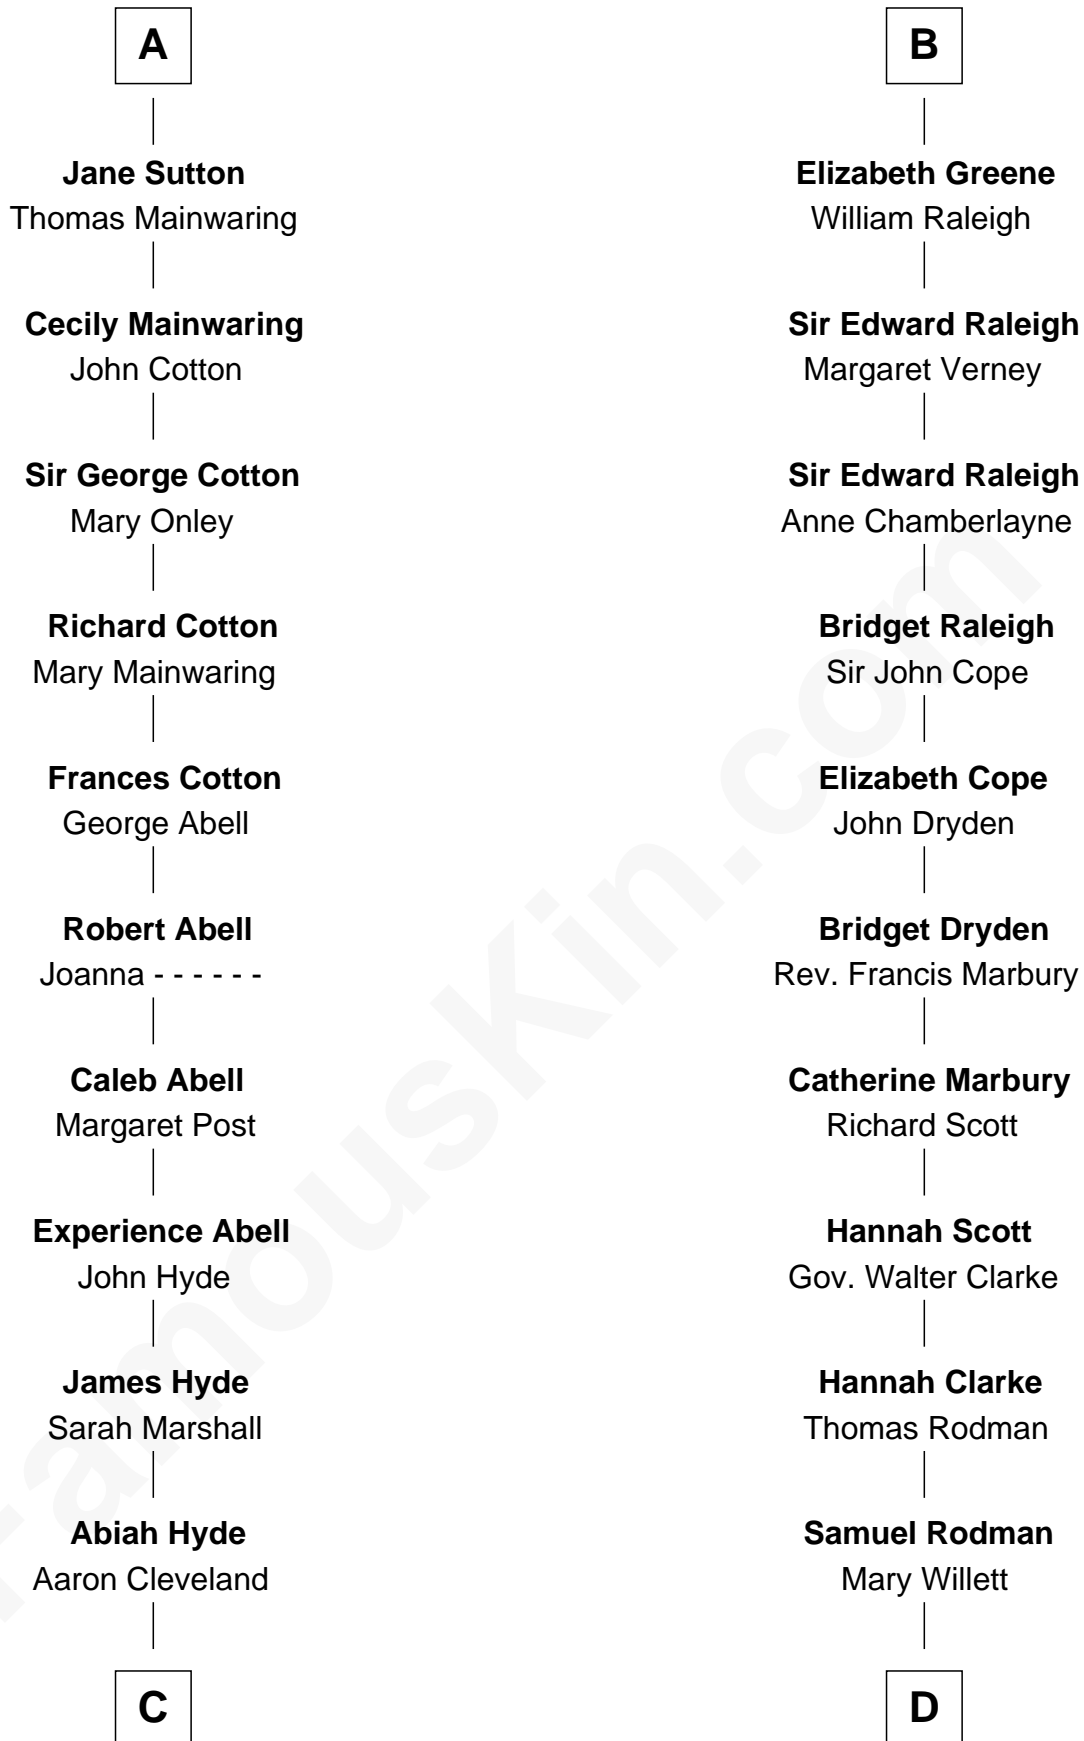 A
Jane Sutton
Thomas Mainwaring
Cecily Mainwaring
John Cotton
Sir George Cotton
Mary Onley
Richard Cotton
Mary Mainwaring
Frances Cotton
George Abell
Robert Abell
Joanna - - - - - -
Caleb Abell
Margaret Post
Experience Abell
John Hyde
James Hyde
Sarah Marshall
Abiah Hyde
Aaron Cleveland
C
B
Elizabeth Greene
William Raleigh
Sir Edward Raleigh
Margaret Verney
Sir Edward Raleigh
Anne Chamberlayne
Bridget Raleigh
Sir John Cope
Elizabeth Cope
John Dryden
Bridget Dryden
Rev. Francis Marbury
Catherine Marbury
Richard Scott
Hannah Scott
Gov. Walter Clarke
Hannah Clarke
Thomas Rodman
Samuel Rodman
Mary Willett
D
FamousKin.com